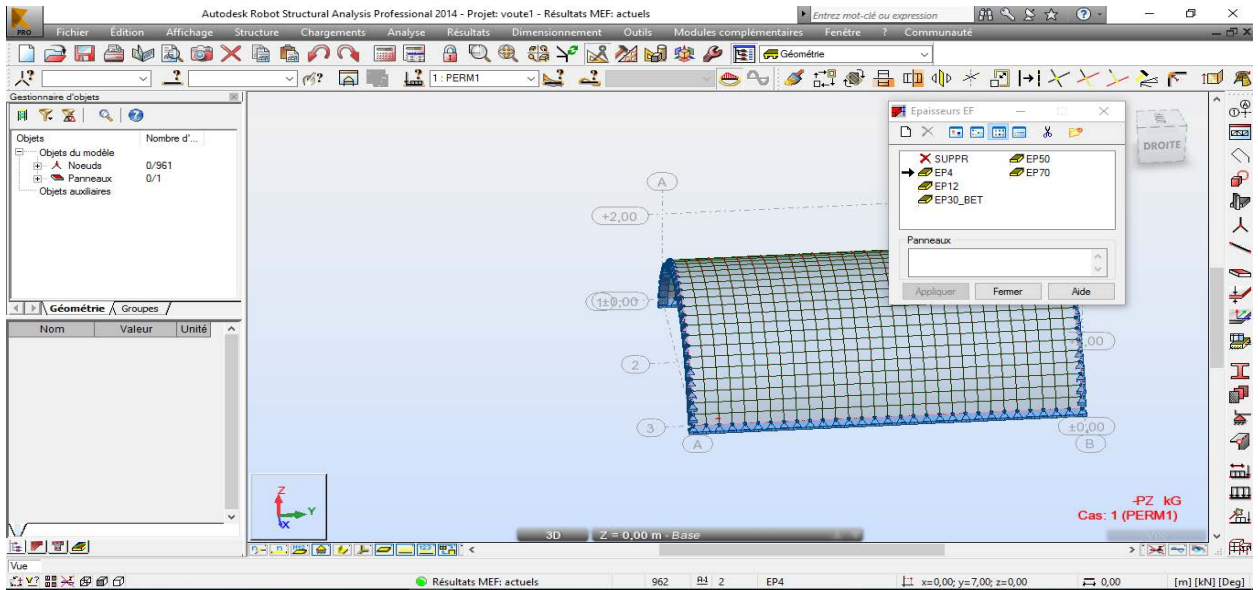 Autodesk Robot Structural Analysis Professional 2014 - Projet: voute1 - Résultats MEF: actuels
Entrez mot-clé ou expression
PRO
Fichier Edition Affichage Structure Chargements Analyse Résultats Dimensionnement Outils Modules complémentaires Fenêtre ? Communauté
Géométrie
1 : PERM1
Gestionnaire d'objets
Objets Nombre d'...
Objets du modèle
Noeuds 0/961
Panneaux 0/1
Objets auxiliaires
Géométrie Groupes
Nom Valeur Unité
Epaisseurs EF
SUPPR EP50
EP4 EP70
EP12
EP30_BET
Panneaux
Appliquer Fermer Aide
DROITE
A
+2,00
1±0,00
2
,00
3
A
±0,00
B
Z
Y
X
-PZ kG
Cas: 1 (PERM1)
3D Z = 0,00 m - Base
Vue
Vue
Résultats MEF: actuels 962 2 EP4 x=0,00; y=7,00; z=0,00 0,00 [m] [kN] [Deg]